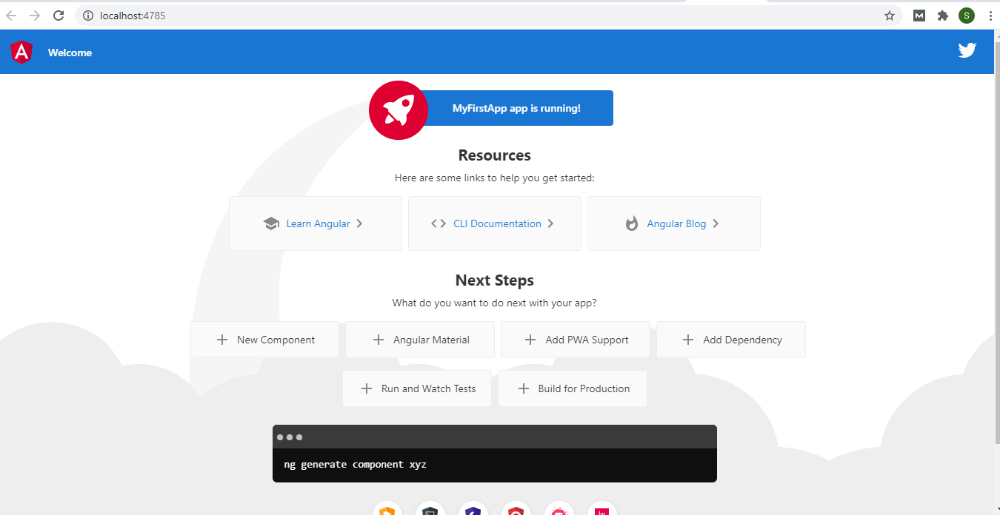 localhost:4785
M
S
A
Welcome
MyFirstApp app is running!
Resources
Here are some links to help you get started:
Learn Angular
CLI Documentation
Angular Blog
Next Steps
What do you want to do next with your app?
New Component
Angular Material
Add PWA Support
Add Dependency
Run and Watch Tests
Build for Production
ng generate component xyz